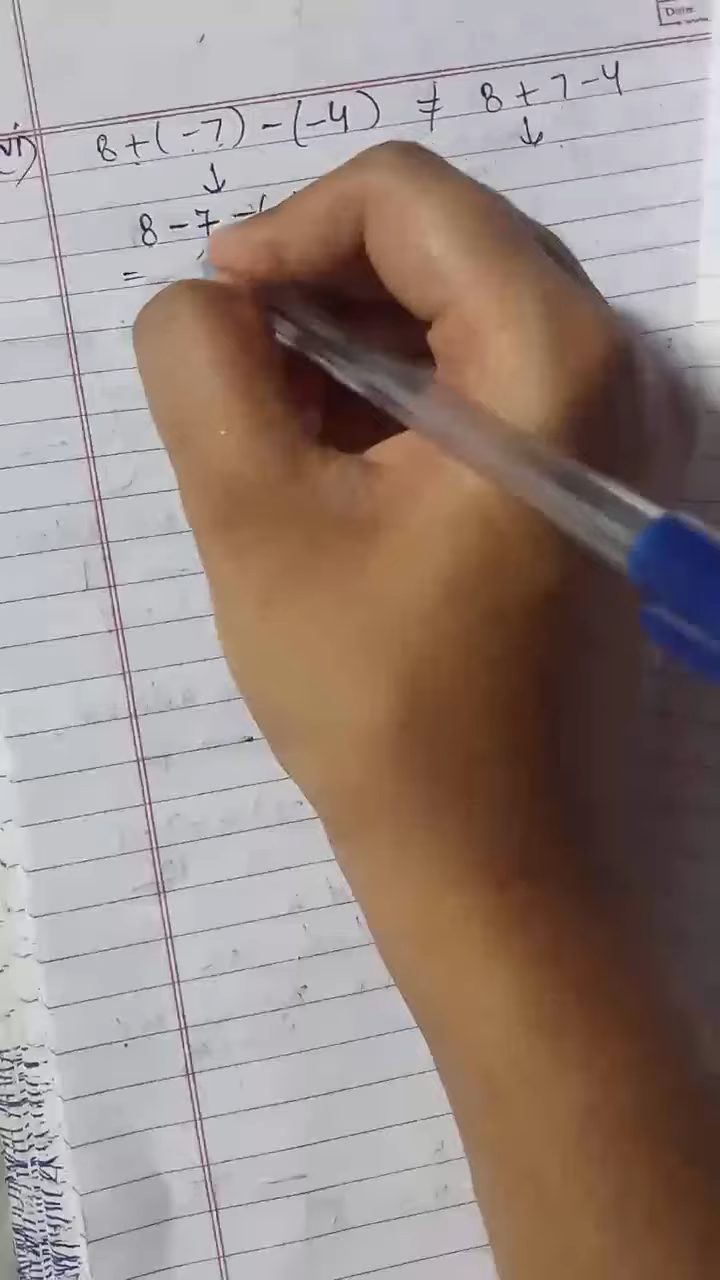 Date
vi) 8+(-7)-(-4) ≠ 8+7-4
↓ ↓
8-7-(
=